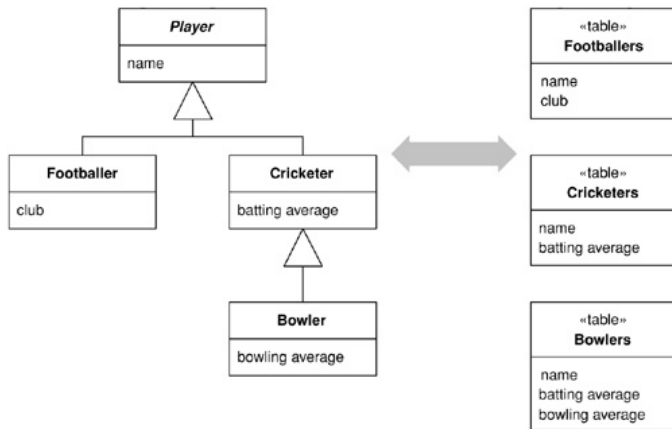 Player
name
Footballer
club
Cricketer
batting average
Bowler
bowling average
«table»
Footballers
name
club
«table»
Cricketers
name
batting average
«table»
Bowlers
name
batting average
bowling average